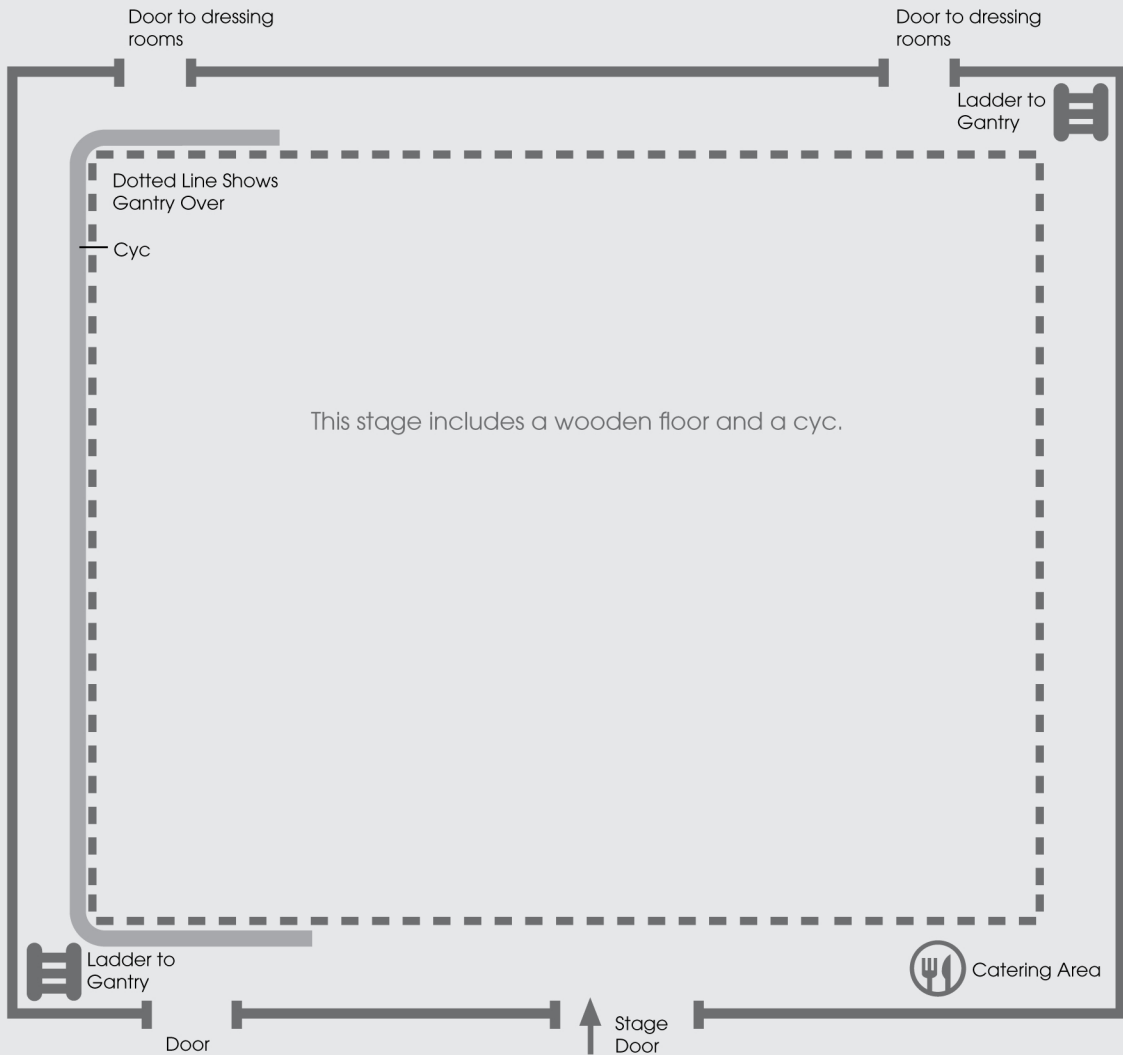 Door to dressing
rooms
Door to dressing
rooms
Ladder to
Gantry
Dotted Line Shows
Gantry Over
Cyc
This stage includes a wooden floor and a cyc.
Ladder to
Gantry
Catering Area
Door
Stage
Door